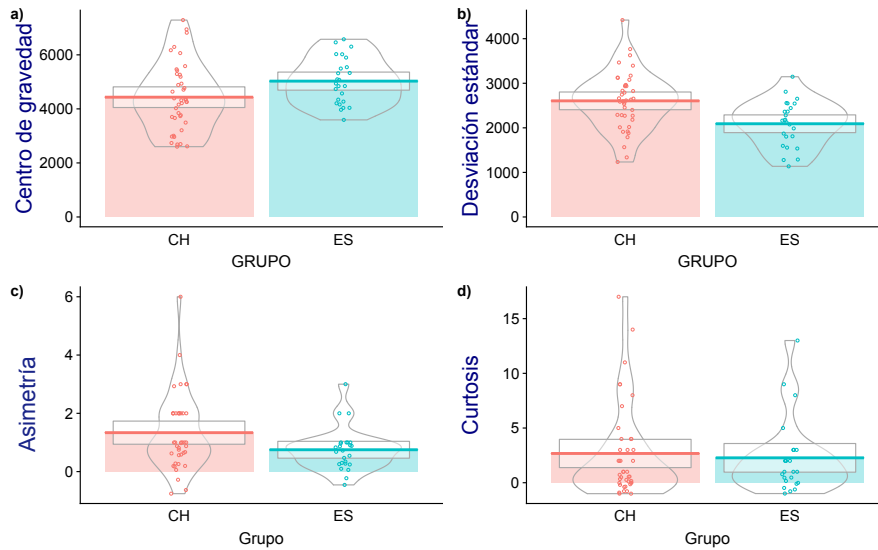 a)
Centro de gravedad
6000
4000
2000
0
CH
ES
GRUPO
b)
Desviación estándar
4000
3000
2000
1000
0
CH
ES
GRUPO
c)
Asimetría
6
4
2
0
CH
ES
Grupo
d)
Curtosis
15
10
5
0
CH
ES
Grupo